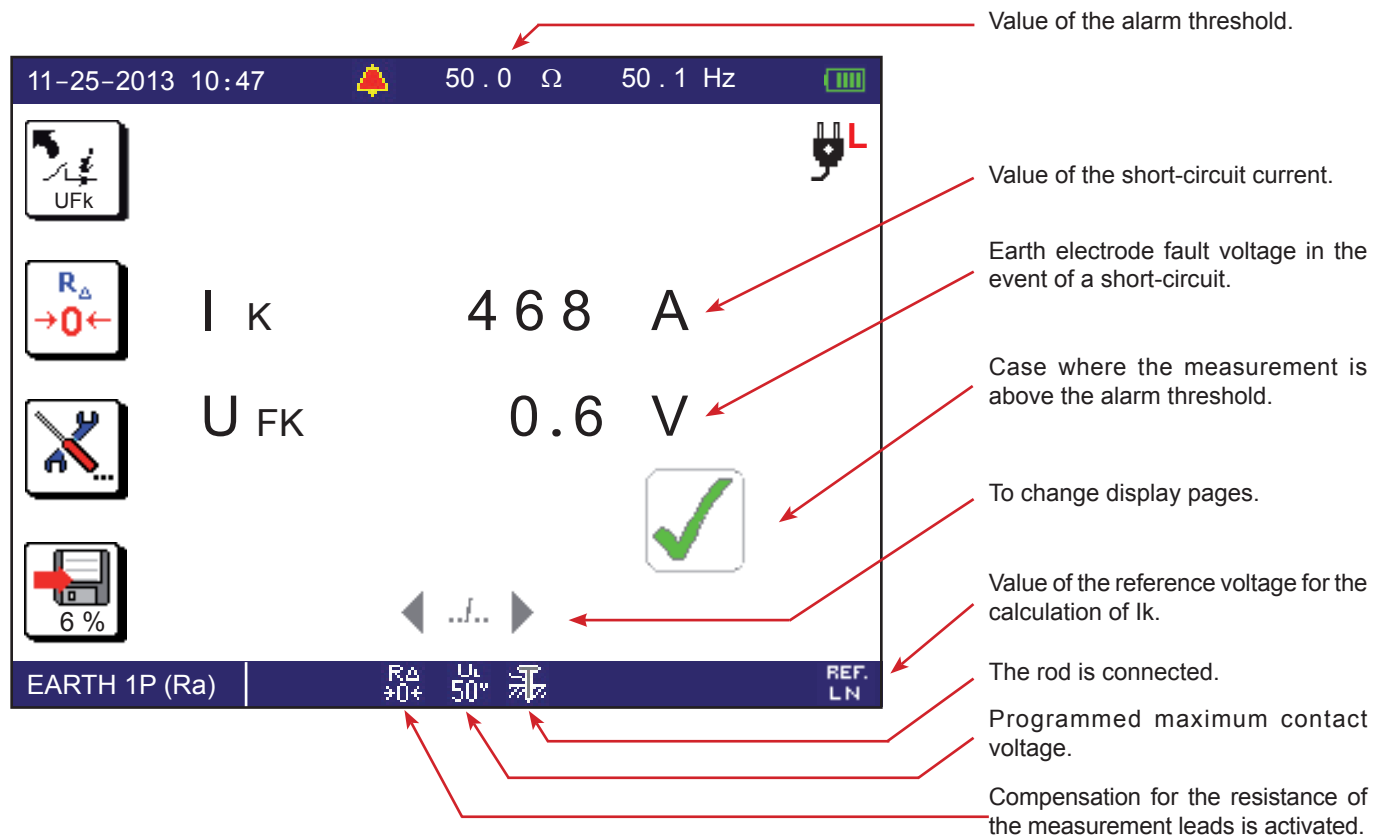 Value of the alarm threshold.
11-25-2013 10:47 50.0 Ω 50.1 Hz
UFk
L
Value of the short-circuit current.
Earth electrode fault voltage in the
event of a short-circuit.
R△
→0←
I K 468 A
Case where the measurement is
above the alarm threshold.
U FK 0.6 V
...
To change display pages.
6 %
../..
Value of the reference voltage for the
calculation of Ik.
EARTH 1P (Ra)
R△
→0←
UL
50v
REF.
LN
The rod is connected.
Programmed maximum contact
voltage.
Compensation for the resistance of
the measurement leads is activated.